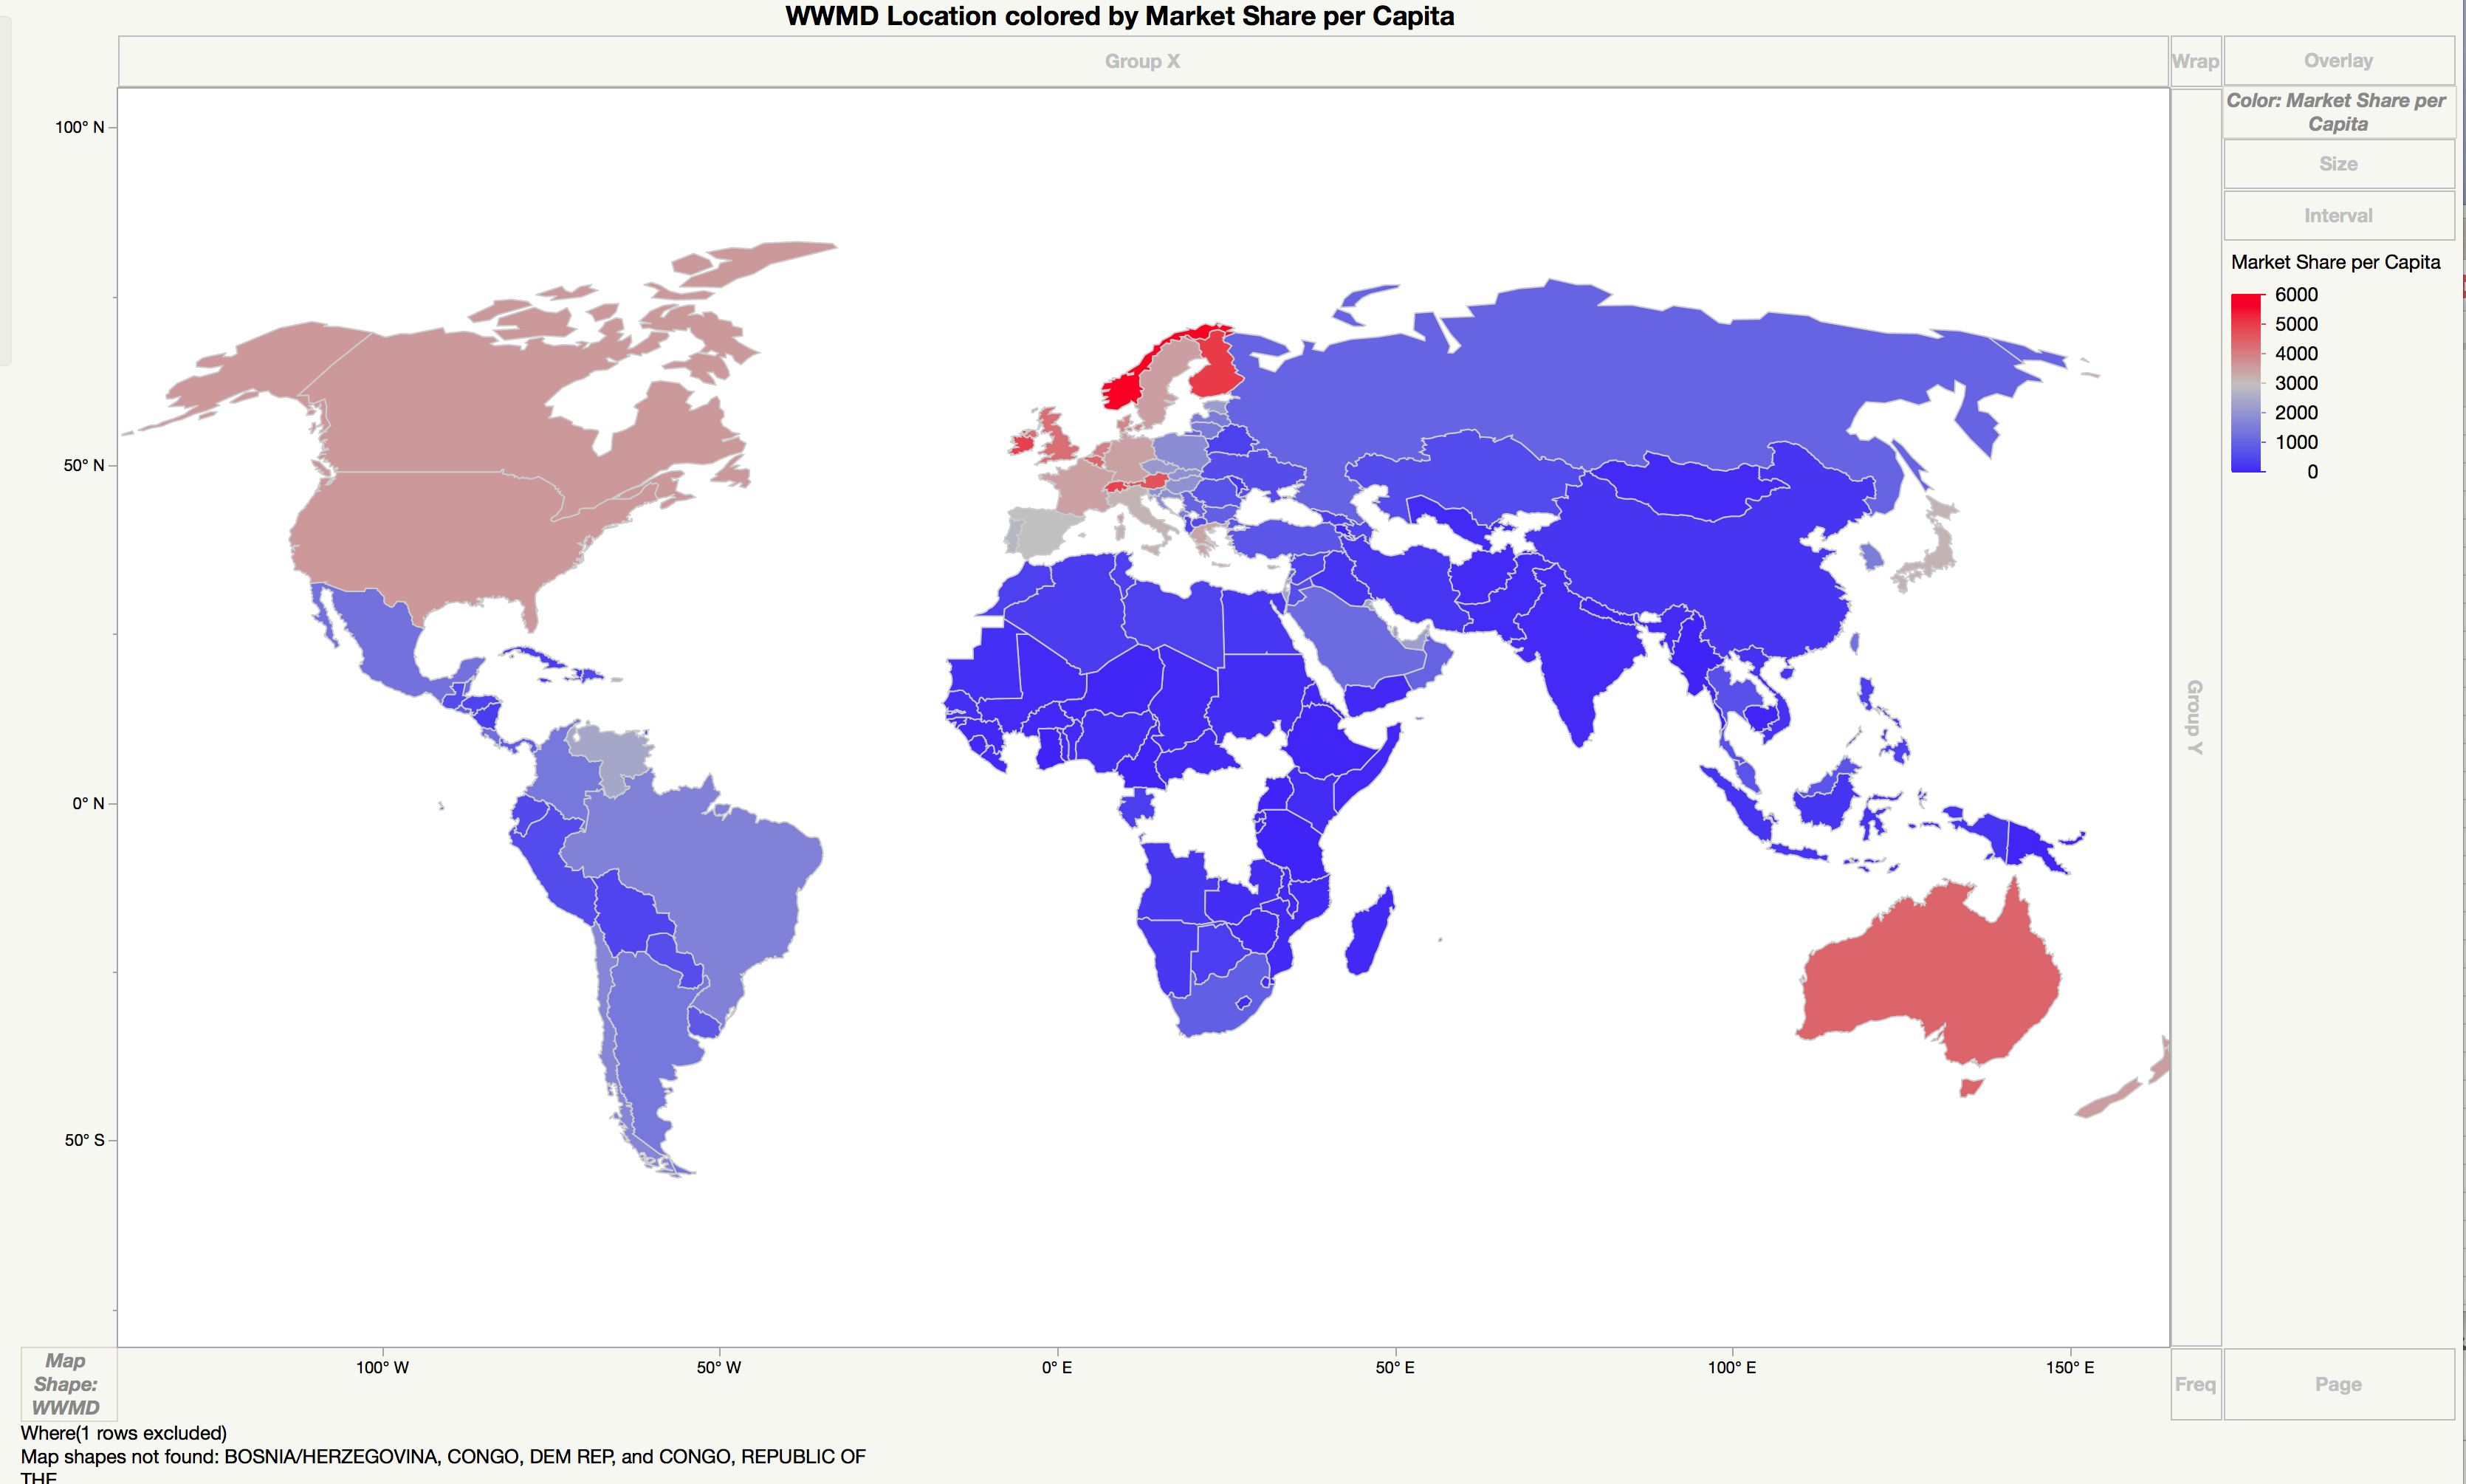 WWMD Location colored by Market Share per Capita
Group X
Wrap
Overlay
Color: Market Share per
Capita
Size
Interval
Market Share per Capita
6000
5000
4000
3000
2000
1000
0
100° N
50° N
0° N
50° S
Group Y
100° W
50° W
0° E
50° E
100° E
150° E
Map
Shape:
WWMD
Freq
Page
Where(1 rows excluded)
Map shapes not found: BOSNIA/HERZEGOVINA, CONGO, DEM REP, and CONGO, REPUBLIC OF
THE